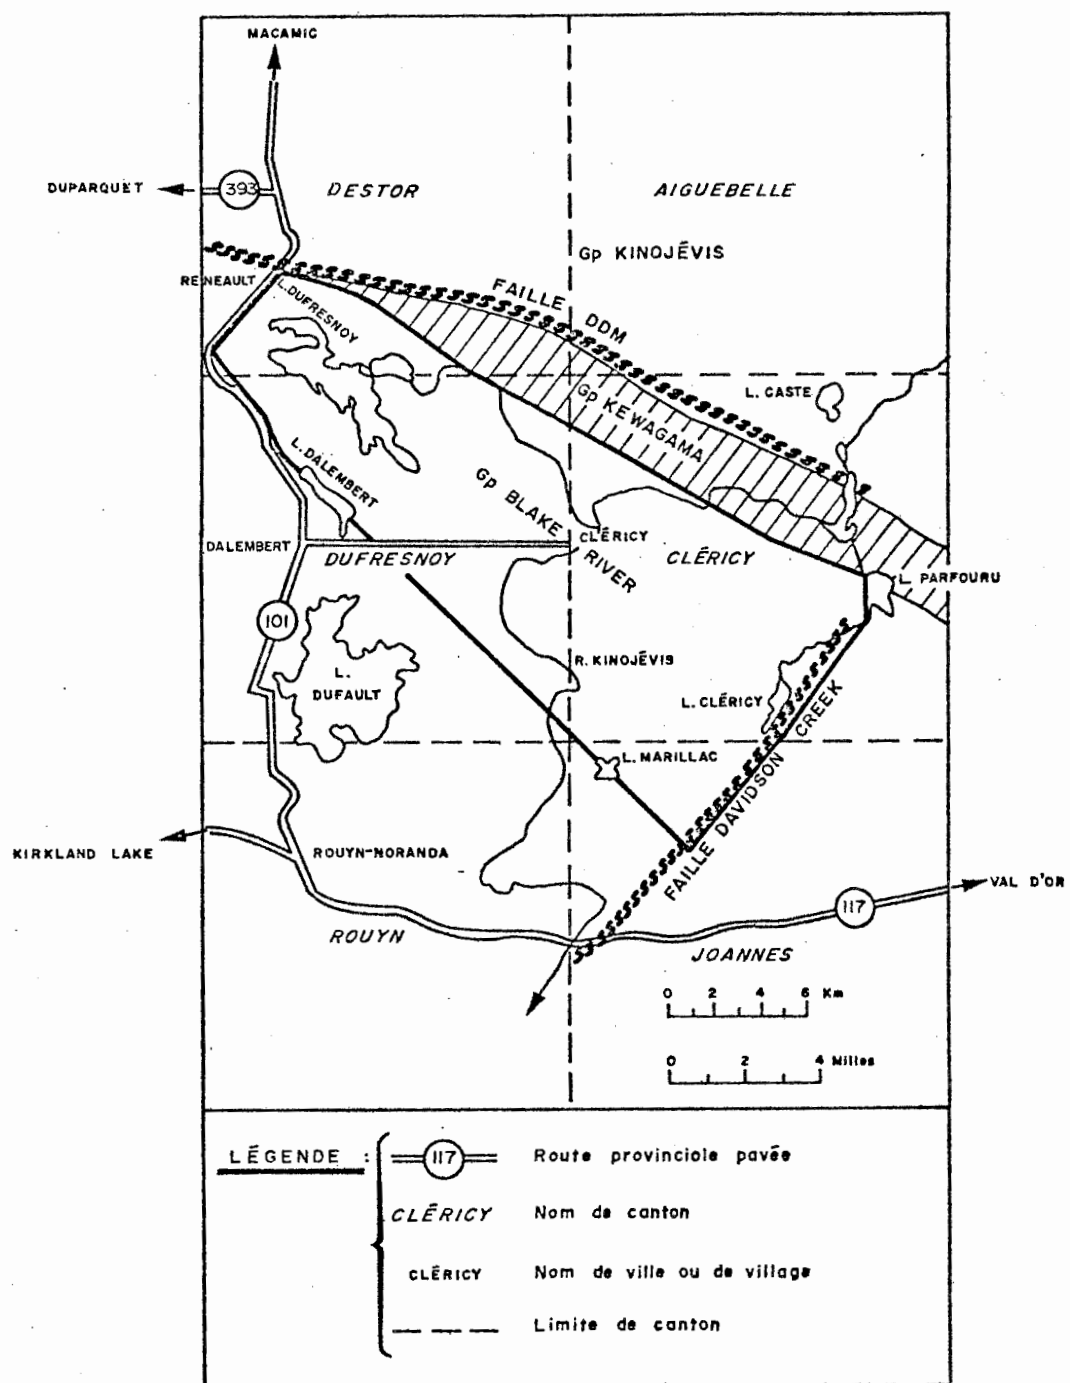 MACAMIC
DUPARQUET
393
DESTOR
AIGUEBELLE
Gp KINOJÉVIS
RENEAULT
FAILLE DDM
L. DUFRESNOY
L. CASTE
Gp KEWAGAMA
L. DALEMBERT
Gp BLAKE RIVER
CLÉRICY
DALEMBERT
DUFRESNOY
CLÉRICY
L. PARFOURU
101
L. DUFAULT
R. KINOJÉVIS
L. CLÉRICY
FAILLE DAVIDSON CREEK
L. MARILLAC
KIRKLAND LAKE
ROUYN-NORANDA
VAL D'OR
117
ROUYN
JOANNES
0 2 4 6 Km
0 2 4 Milles
LÉGENDE :
117 Route provinciole pavée
CLÉRICY Nom de canton
CLÉRICY Nom de ville ou de village
Limite de canton